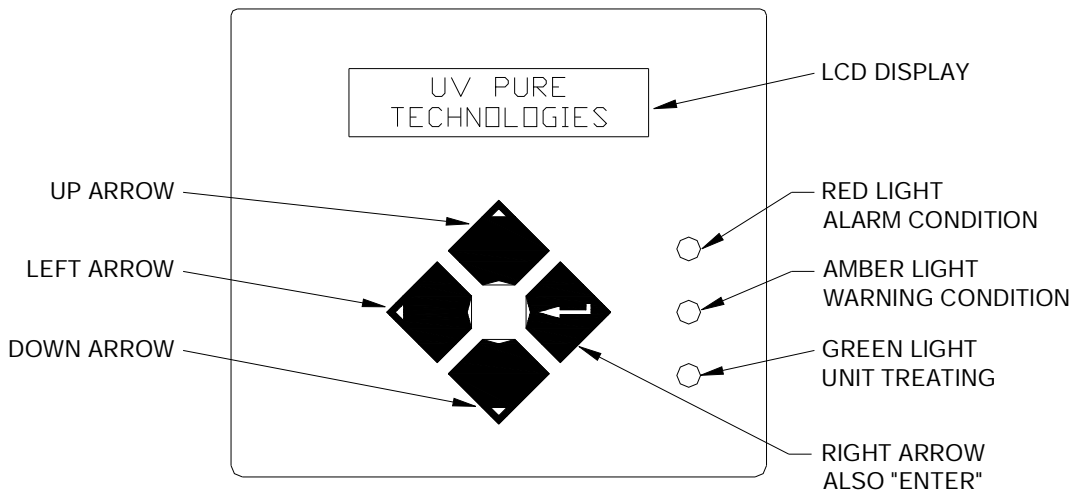 UV PURE
TECHNOLOGIES
LCD DISPLAY
UP ARROW
LEFT ARROW
DOWN ARROW
RED LIGHT
ALARM CONDITION
AMBER LIGHT
WARNING CONDITION
GREEN LIGHT
UNIT TREATING
RIGHT ARROW
ALSO "ENTER"